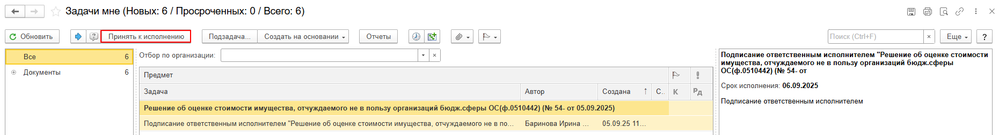 Задачи мне (Новых: 6 / Просроченных: 0 / Всего: 6)
Обновить
Принять к исполнению
Подзадача...
Создать на основании
Отчеты
Поиск (Ctrl+F)
×
Еще
?
Все 6
Документы 6
Отбор по организации:
×
Предмет
Задача Автор Создана ↑ С.. К Рд
Решение об оценке стоимости имущества, отчуждаемого не в пользу организаций бюдж.сферы ОС(ф.0510442) (№ 54- от 05.09.2025)
Подписание ответственным исполнителем "Решение об оценке стоимости имущества, отчуждаемого не в по... Баринова Ирина ... 05.09.25 11...
Подписание ответственным исполнителем "Решение об оценке стоимости
имущества, отчуждаемого не в пользу организаций бюдж.сферы
ОС(ф.0510442) (№ 54- от
Срок исполнения: 06.09.2025
Подписание ответственным исполнителем